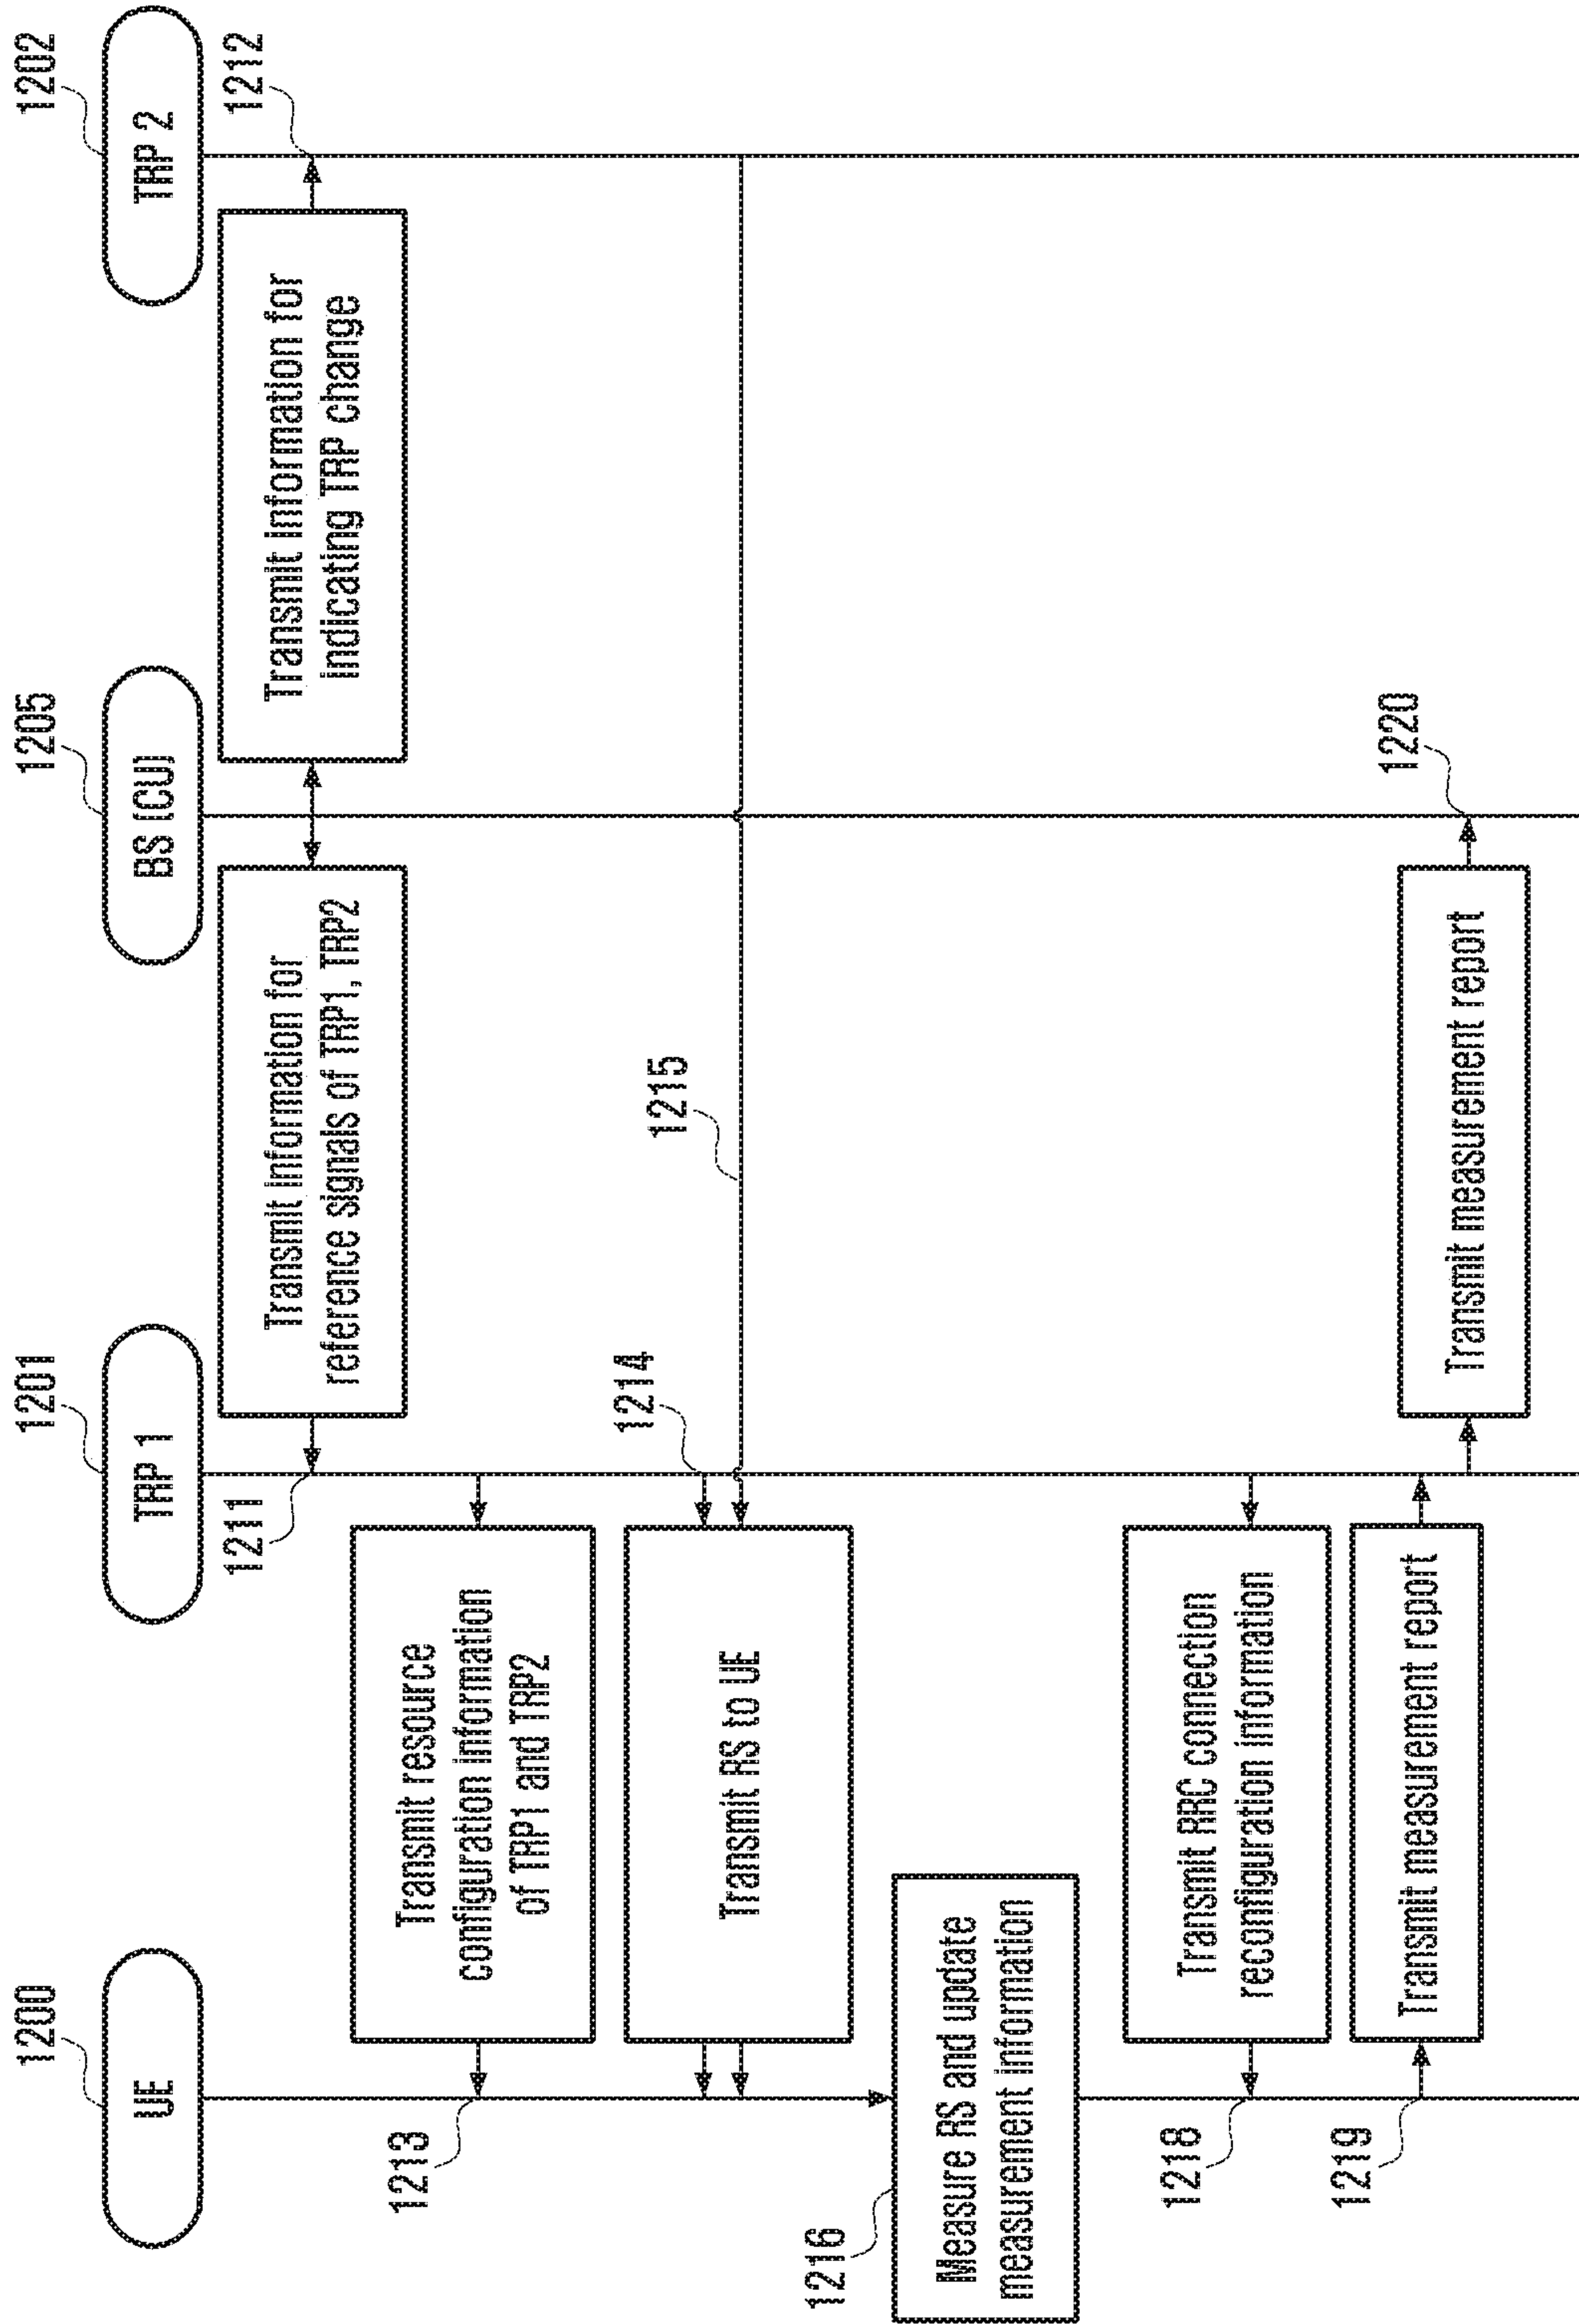 1200
UE
1201
TRP 1
1205
BS (CU)
1202
TRP 2
1211
Transmit information for
reference signals of TRP1, TRP2
Transmit information for
indicating TRP change
1212
1213
Transmit resource
configuration information
of TRP1 and TRP2
1214
Transmit RS to UE
1215
1216
Measure RS and update
measurement information
1218
Transmit RRC connection
reconfiguration information
1219
Transmit measurement report
Transmit measurement report
1220